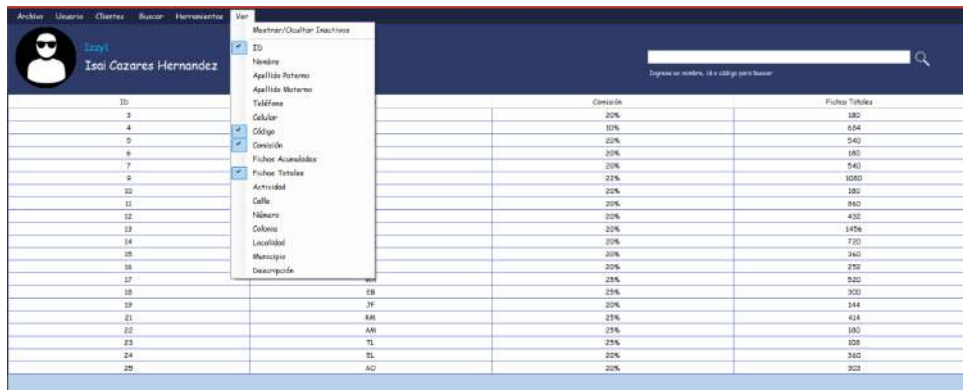 Archivo Usuario Clientes Buscar Herramientas Ver
Mostrar/Ocultar Inactivos
Izzyl
Isai Cazares Hernandez
Ingrese un nombre, id o código para buscar
ID
Nombre
Apellido Paterno
Apellido Materno
Teléfono
Celular
Código
Comisión
Fichas Acumuladas
Fichas Totales
Actividad
Calle
Número
Colonia
Localidad
Municipio
Descripción
ID Comisión Fichas Totales
3 20% 180
4 10% 684
5 20% 540
6 20% 180
7 20% 540
9 22% 1080
10 20% 180
11 20% 860
12 20% 432
13 20% 1456
14 20% 720
15 20% 360
16 20% 252
17 25% 520
18 EB 25% 300
19 JF 20% 144
21 RM 25% 414
22 AM 25% 180
23 TL 25% 108
24 EL 20% 360
25 AO 20% 303